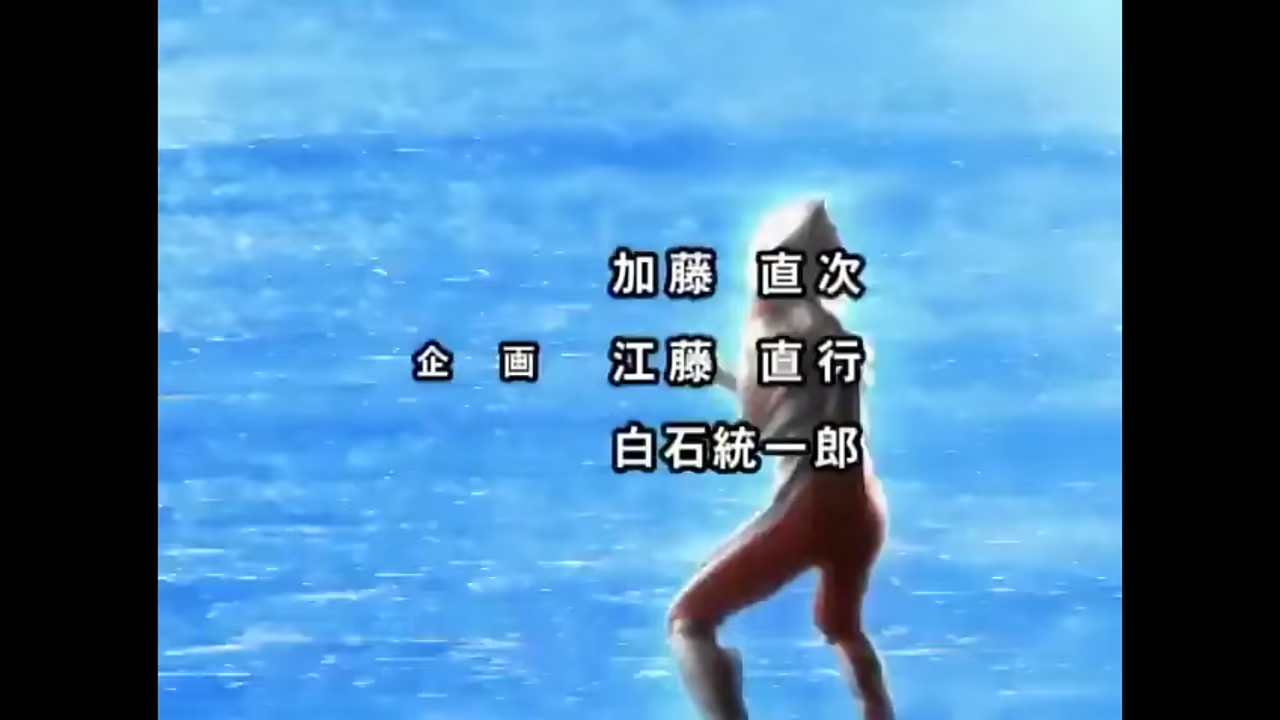 加藤 直次
企 画 江藤 直行
白石統一郎